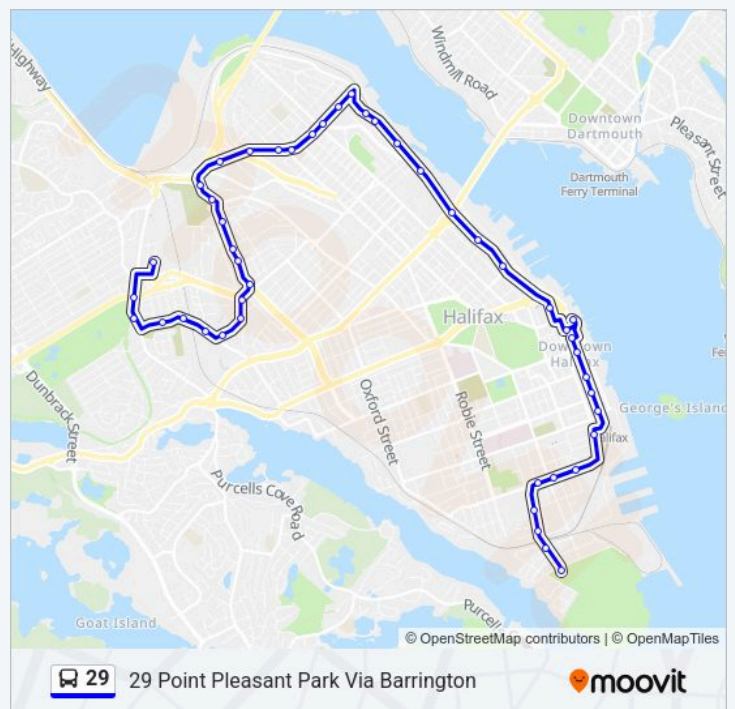 Highway
Windmill Road
Downtown
Dartmouth
Pleasant Street
Dartmouth
Ferry Terminal
Halifax
Downtown
Halifax
Dunbrack Street
Oxford Street
Robie Street
George's Island
Halifax
Purcells Cove Road
Goat Island
Purcell
© OpenStreetMap contributors | © OpenMapTiles
29
29 Point Pleasant Park Via Barrington
moovit